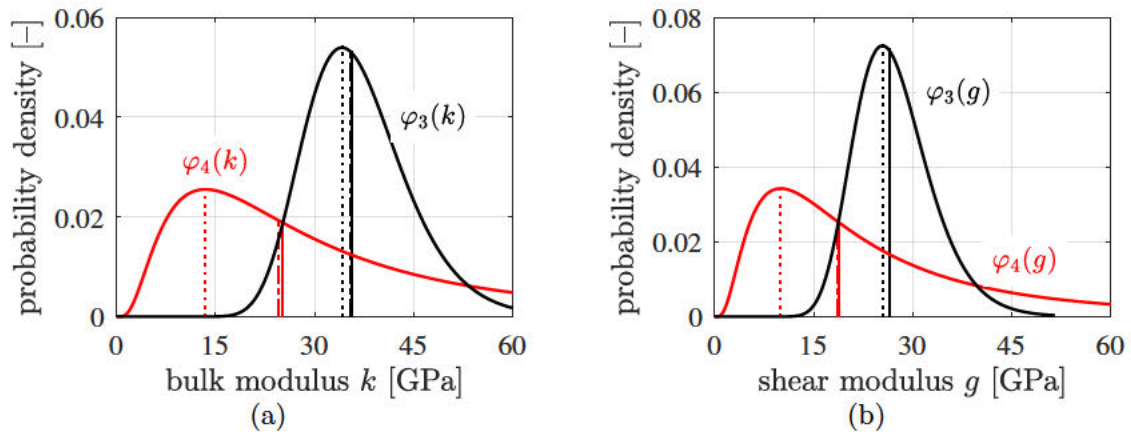 probability density [−]
0.06
0.04
0.02
0
φ₄(k)
φ₃(k)
0 15 30 45 60
bulk modulus k [GPa]
(a)
probability density [−]
0.08
0.06
0.04
0.02
0
φ₃(g)
φ₄(g)
0 15 30 45 60
shear modulus g [GPa]
(b)